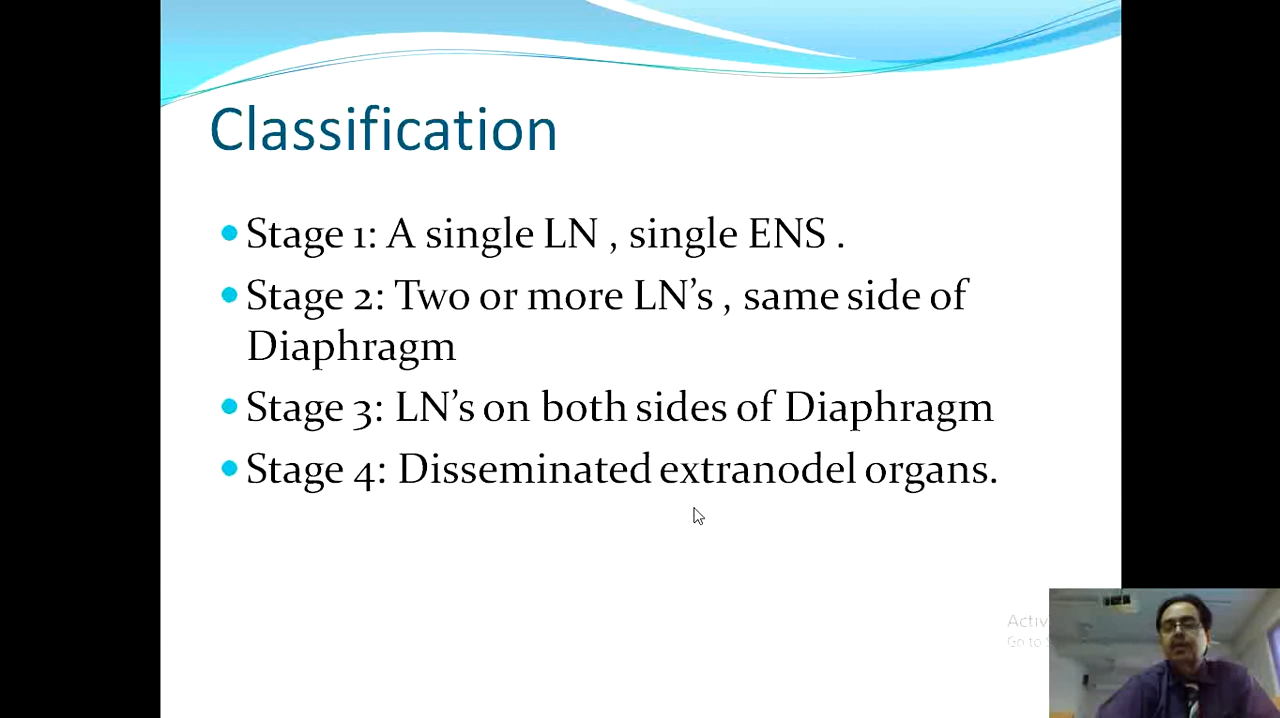 Classification
Stage 1: A single LN , single ENS .
Stage 2: Two or more LN’s , same side of
Diaphragm
Stage 3: LN’s on both sides of Diaphragm
Stage 4: Disseminated extranodel organs.
Activ
Go to S